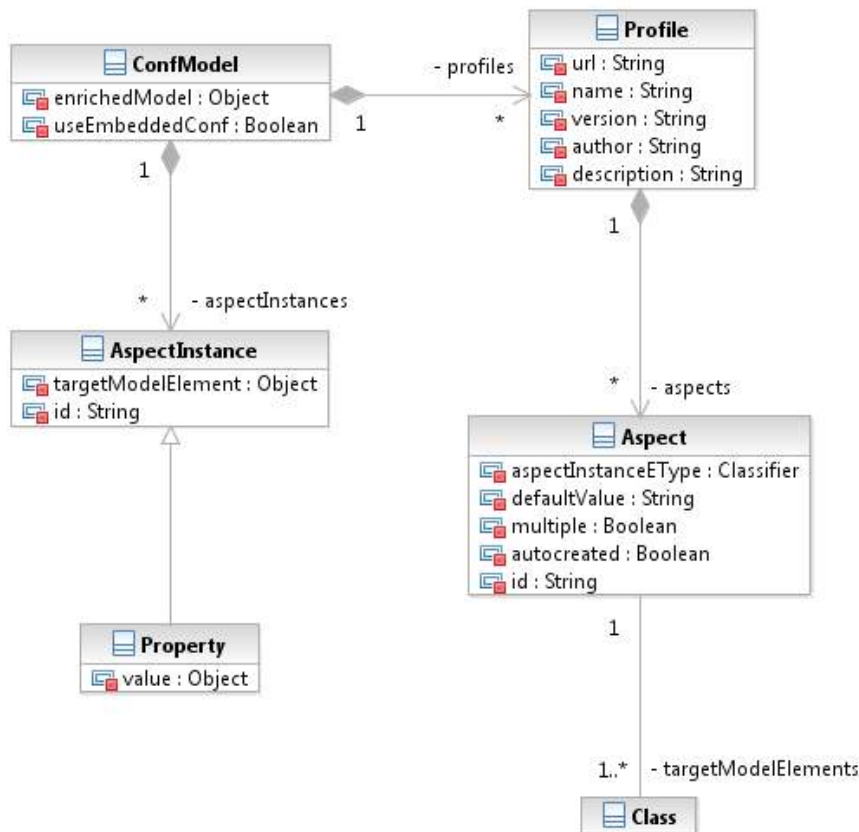 Profile
url : String
name : String
version : String
author : String
description : String
ConfModel
enrichedModel : Object
useEmbeddedConf : Boolean
- profiles
1
*
1
1
* - aspectInstances
AspectInstance
targetModelElement : Object
id : String
* - aspects
Aspect
aspectInstanceEType : Classifier
defaultValue : String
multiple : Boolean
autocreated : Boolean
id : String
1
Property
value : Object
1..* - targetModelElements
Class